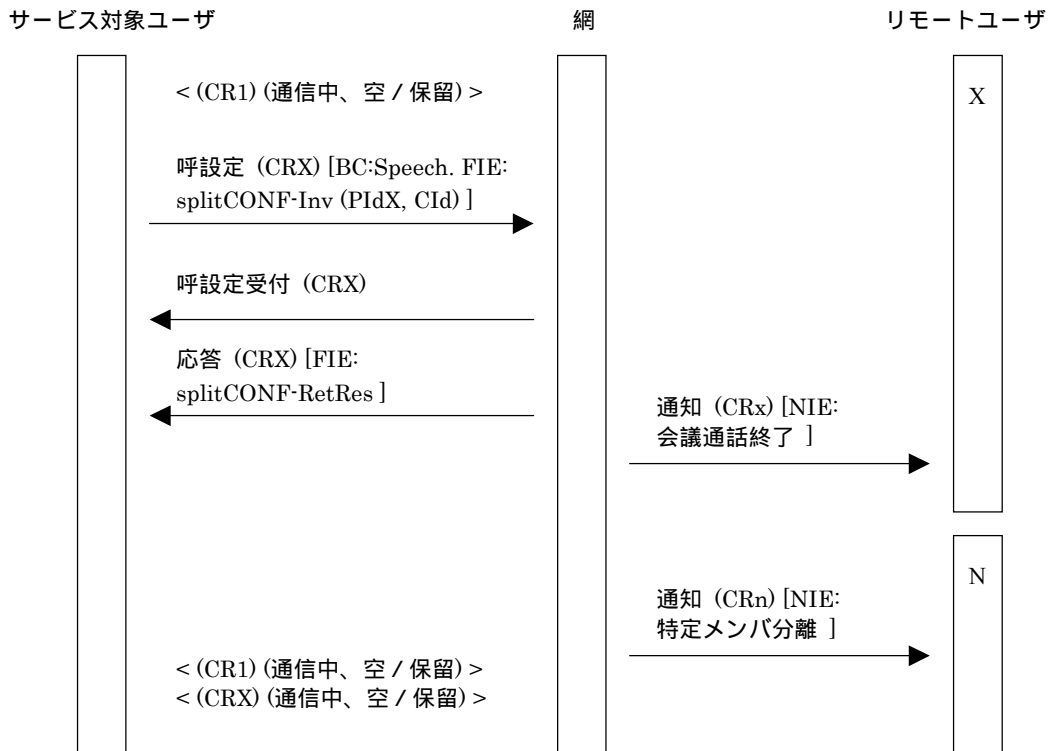 サービス対象ユーザ
網
リモートユーザ
< (CR1) (通信中、空 / 保留) >
X
呼設定 (CRX) [BC:Speech. FIE:
splitCONF-Inv (PIdX, CId) ]
呼設定受付 (CRX)
応答 (CRX) [FIE:
splitCONF-RetRes ]
通知 (CRx) [NIE:
会議通話終了 ]
N
通知 (CRn) [NIE:
特定メンバ分離 ]
< (CR1) (通信中、空 / 保留) >
< (CRX) (通信中、空 / 保留) >